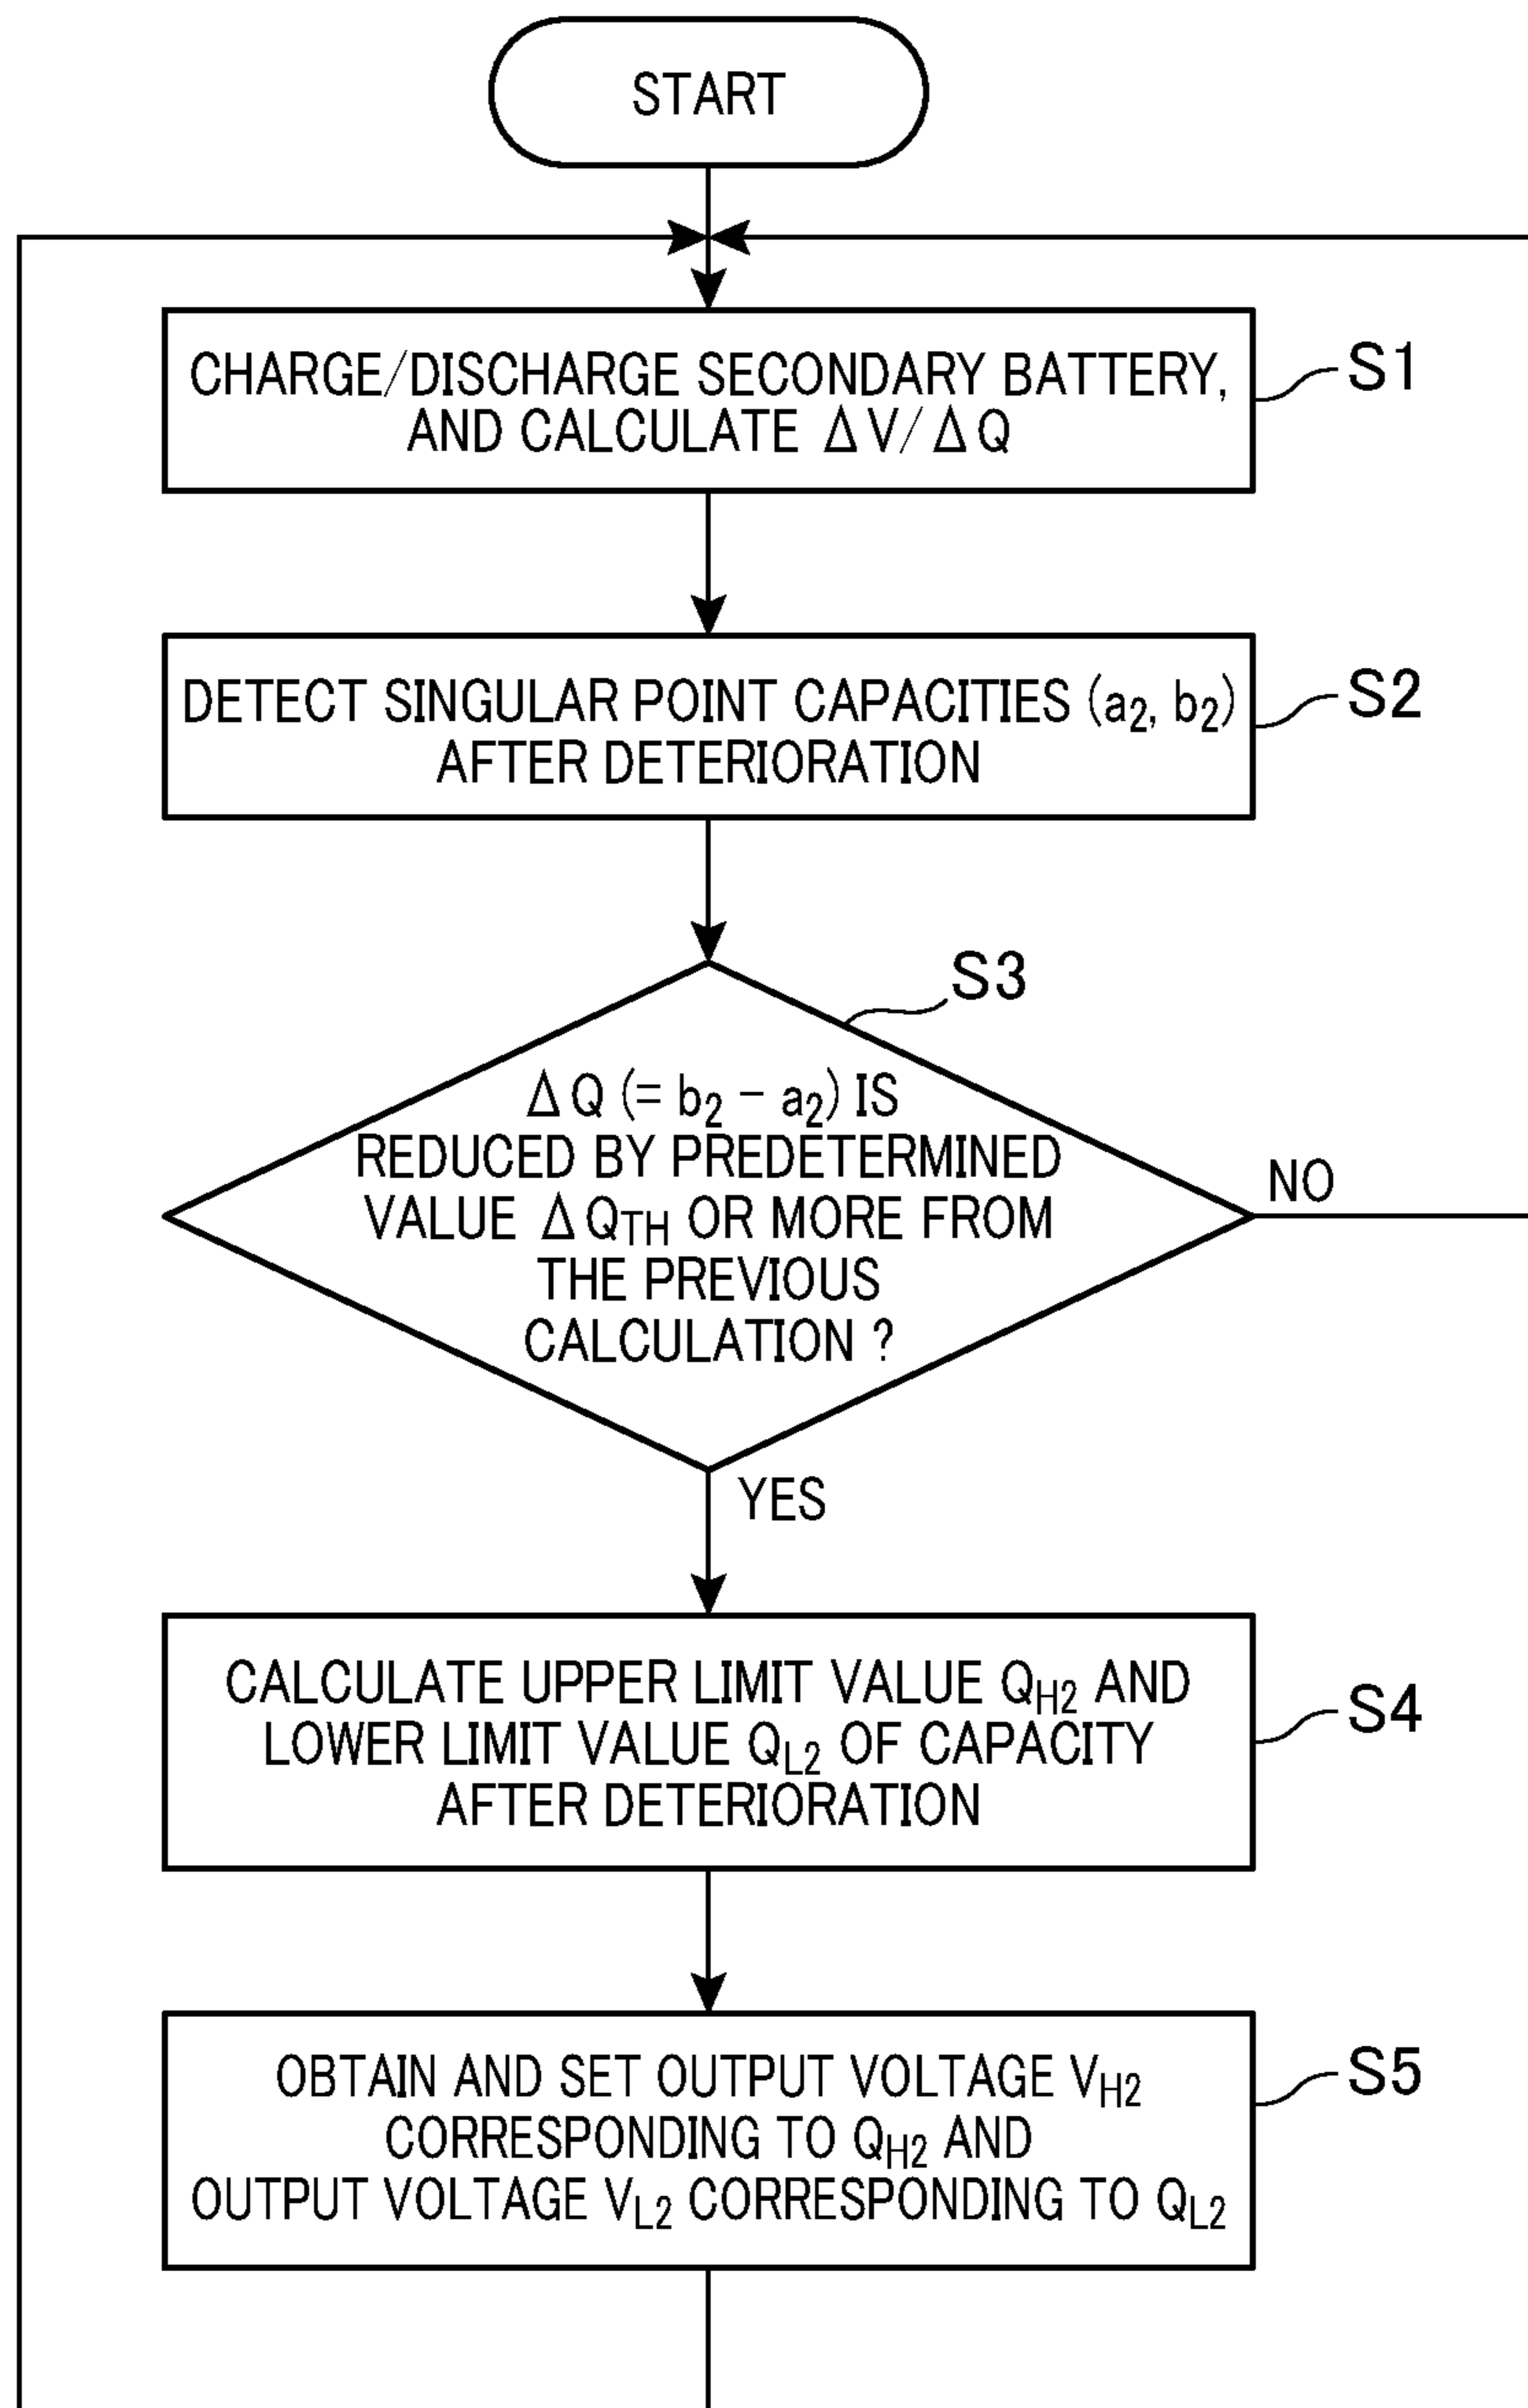 START
CHARGE/DISCHARGE SECONDARY BATTERY,
AND CALCULATE ΔV/ΔQ
S1
DETECT SINGULAR POINT CAPACITIES (a₂, b₂)
AFTER DETERIORATION
S2
S3
ΔQ (= b₂ − a₂) IS
REDUCED BY PREDETERMINED
VALUE ΔQTH OR MORE FROM
THE PREVIOUS
CALCULATION ?
NO
YES
CALCULATE UPPER LIMIT VALUE QH2 AND
LOWER LIMIT VALUE QL2 OF CAPACITY
AFTER DETERIORATION
S4
OBTAIN AND SET OUTPUT VOLTAGE VH2
CORRESPONDING TO QH2 AND
OUTPUT VOLTAGE VL2 CORRESPONDING TO QL2
S5